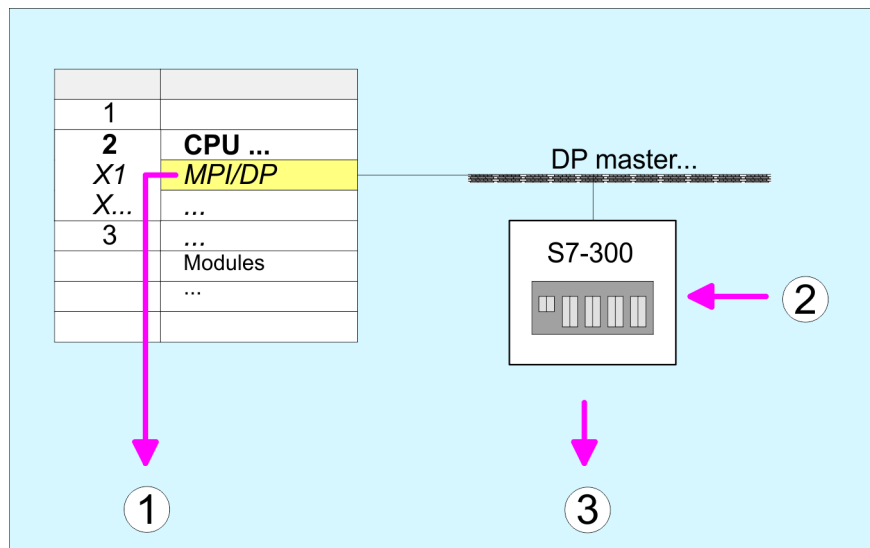 1
2 CPU ...
X1 MPI/DP
X... ...
3 ...
Modules
...
DP master...
S7-300
2
1
3